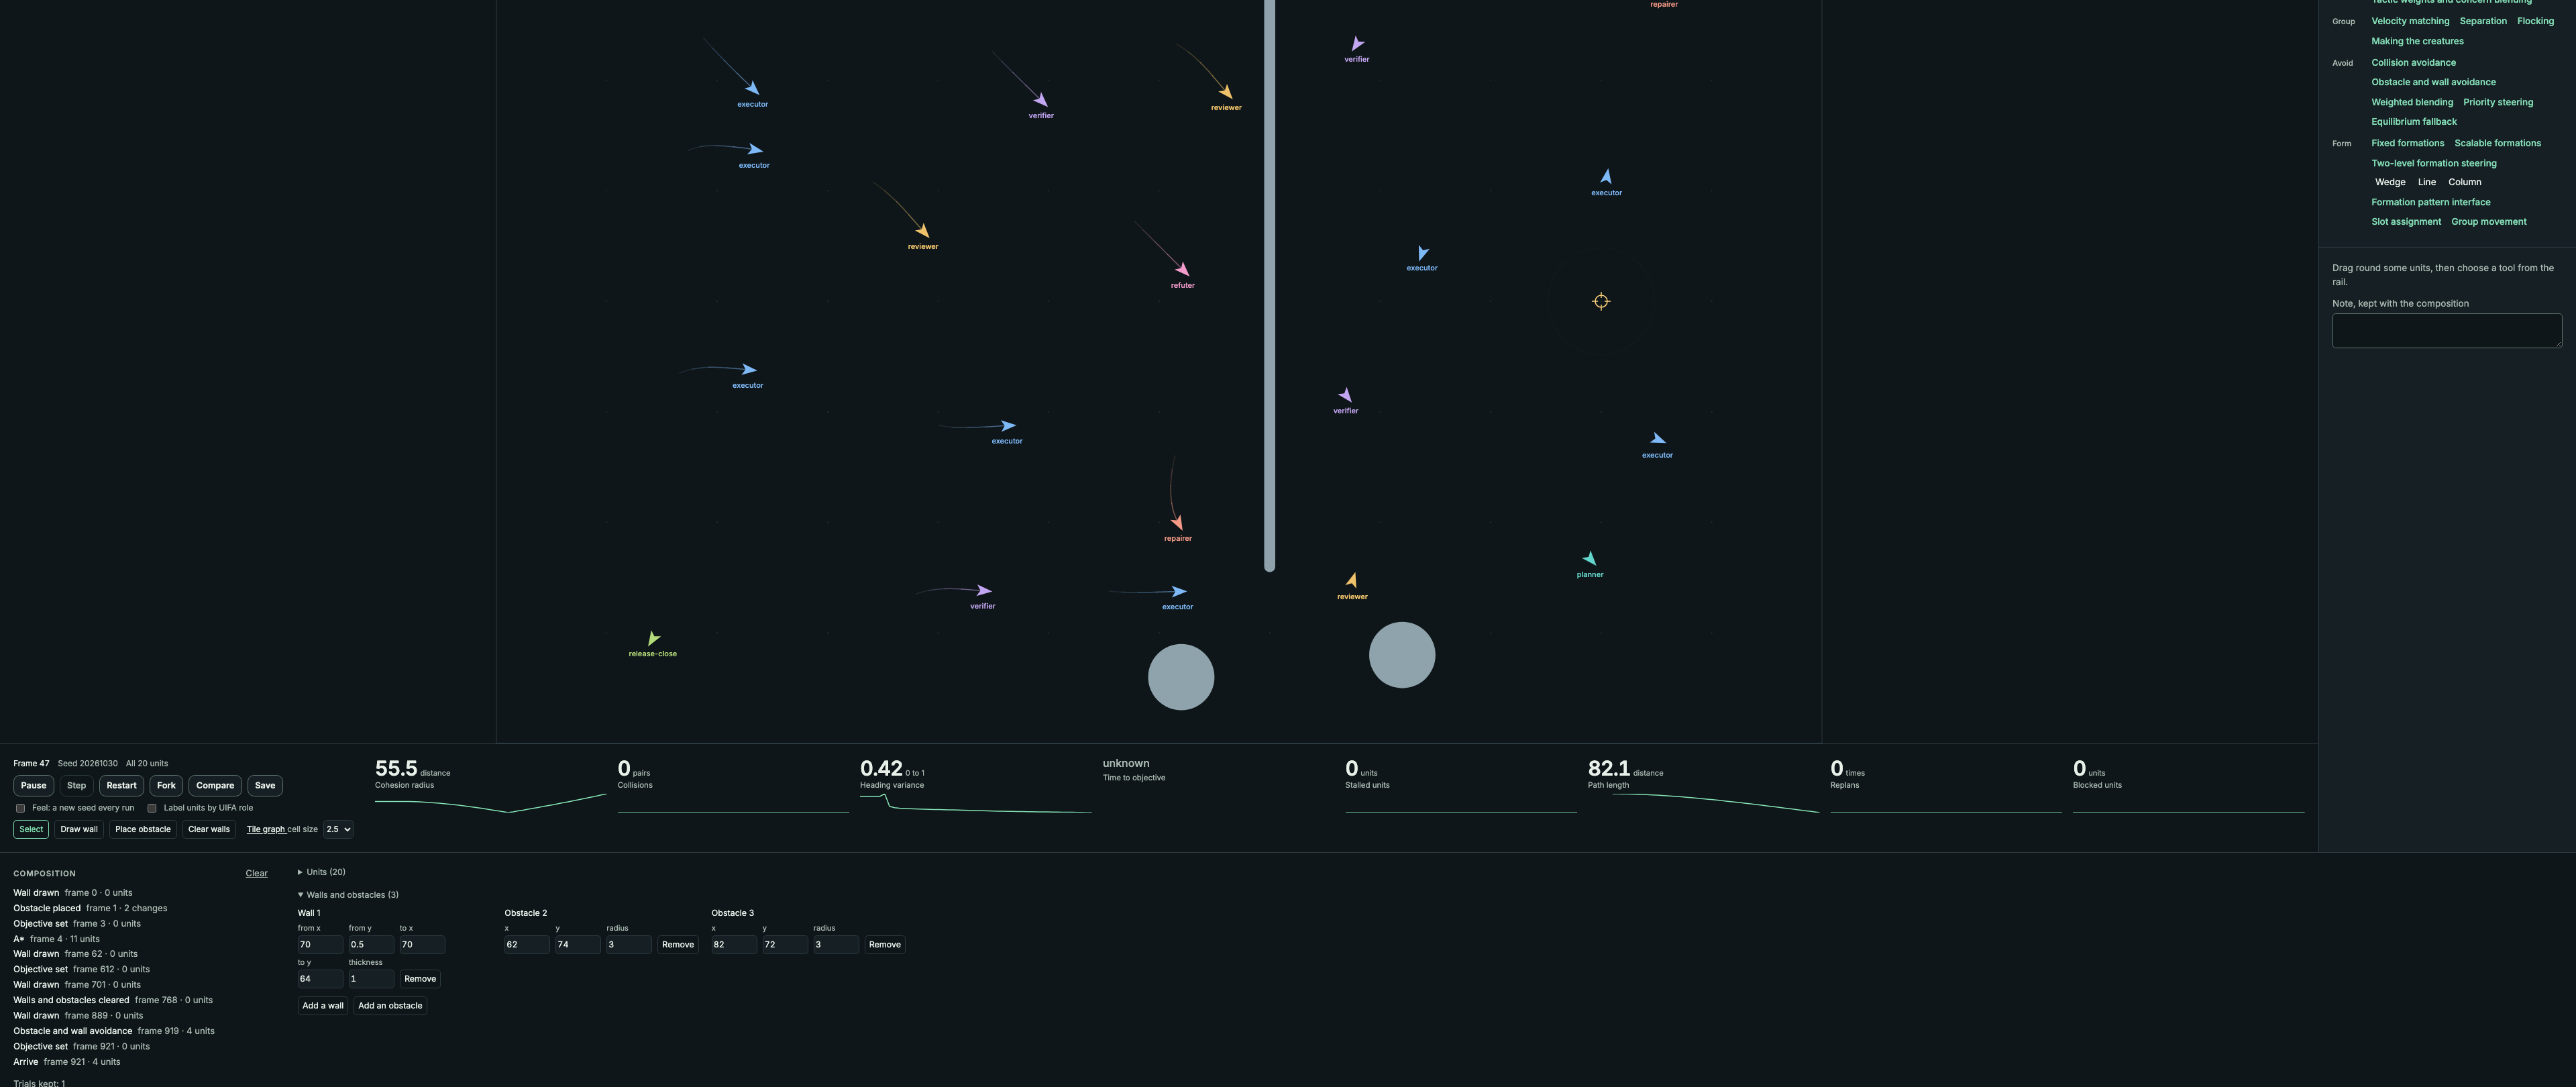 repairer
verifier
executor
verifier
reviewer
executor
executor
reviewer
executor
refuter
executor
verifier
executor
executor
repairer
planner
verifier
executor
reviewer
release-close
Tactic weights and concern blending
Group Velocity matching Separation Flocking
Making the creatures
Avoid Collision avoidance
Obstacle and wall avoidance
Weighted blending Priority steering
Equilibrium fallback
Form Fixed formations Scalable formations
Two-level formation steering
Wedge Line Column
Formation pattern interface
Slot assignment Group movement
Drag round some units, then choose a tool from the
rail.
Note, kept with the composition
Frame 47 Seed 20261030 All 20 units
Pause Step Restart Fork Compare Save
Feel: a new seed every run Label units by UIFA role
Select Draw wall Place obstacle Clear walls Tile graph cell size 2.5
55.5 distance
Cohesion radius
0 pairs
Collisions
0.42 0 to 1
Heading variance
unknown
Time to objective
0 units
Stalled units
82.1 distance
Path length
0 times
Replans
0 units
Blocked units
COMPOSITION Clear
Wall drawn frame 0 · 0 units
Obstacle placed frame 1 · 2 changes
Objective set frame 3 · 0 units
A* frame 4 · 11 units
Wall drawn frame 62 · 0 units
Objective set frame 612 · 0 units
Wall drawn frame 701 · 0 units
Walls and obstacles cleared frame 768 · 0 units
Wall drawn frame 889 · 0 units
Obstacle and wall avoidance frame 919 · 4 units
Objective set frame 921 · 0 units
Arrive frame 921 · 4 units
Trials kept: 1
Units (20)
Walls and obstacles (3)
Wall 1
from x from y to x
70 0.5 70
to y thickness
64 1 Remove
Obstacle 2
x y radius
62 74 3 Remove
Obstacle 3
x y radius
82 72 3 Remove
Add a wall Add an obstacle